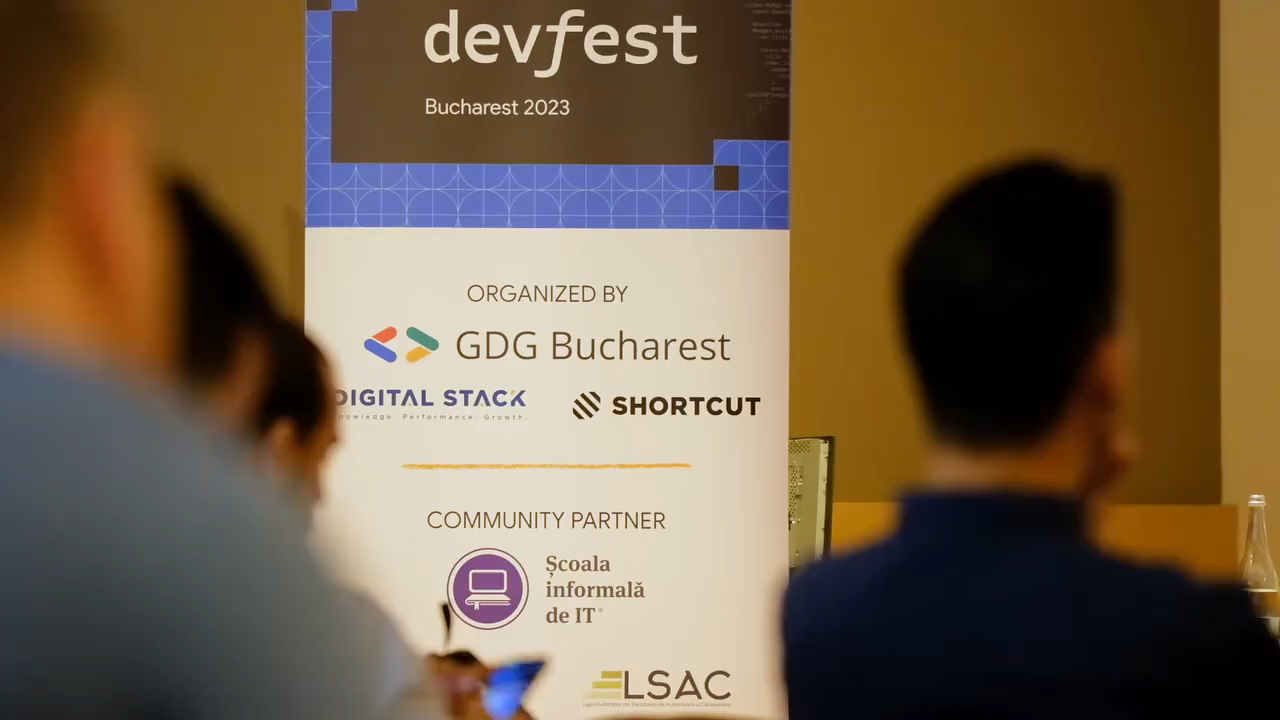 devfest
Bucharest 2023
ORGANIZED BY
GDG Bucharest
DIGITAL STACK
nowledge. Performance. Growth.
SHORTCUT
COMMUNITY PARTNER
Școala
informală
de IT®
LSAC